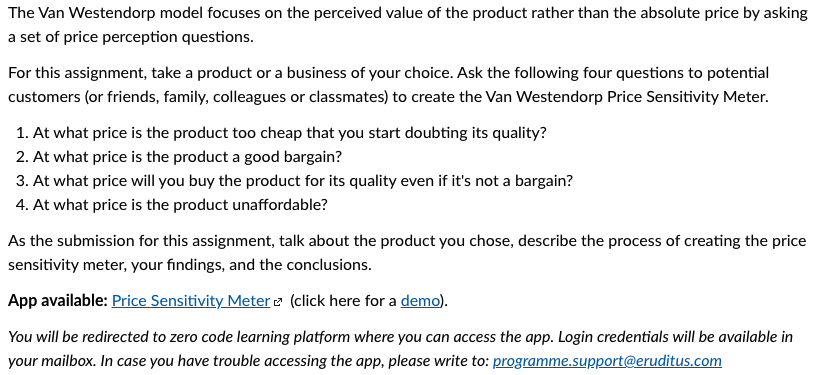 The Van Westendorp model focuses on the perceived value of the product rather than the absolute price by asking
a set of price perception questions.
For this assignment, take a product or a business of your choice. Ask the following four questions to potential
customers (or friends, family, colleagues or classmates) to create the Van Westendorp Price Sensitivity Meter.
1. At what price is the product too cheap that you start doubting its quality?
2. At what price is the product a good bargain?
3. At what price will you buy the product for its quality even if it's not a bargain?
4. At what price is the product unaffordable?
As the submission for this assignment, talk about the product you chose, describe the process of creating the price
sensitivity meter, your findings, and the conclusions.
App available: Price Sensitivity Meter (click here for a demo).
You will be redirected to zero code learning platform where you can access the app. Login credentials will be available in
your mailbox. In case you have trouble accessing the app, please write to: programme.support@eruditus.com